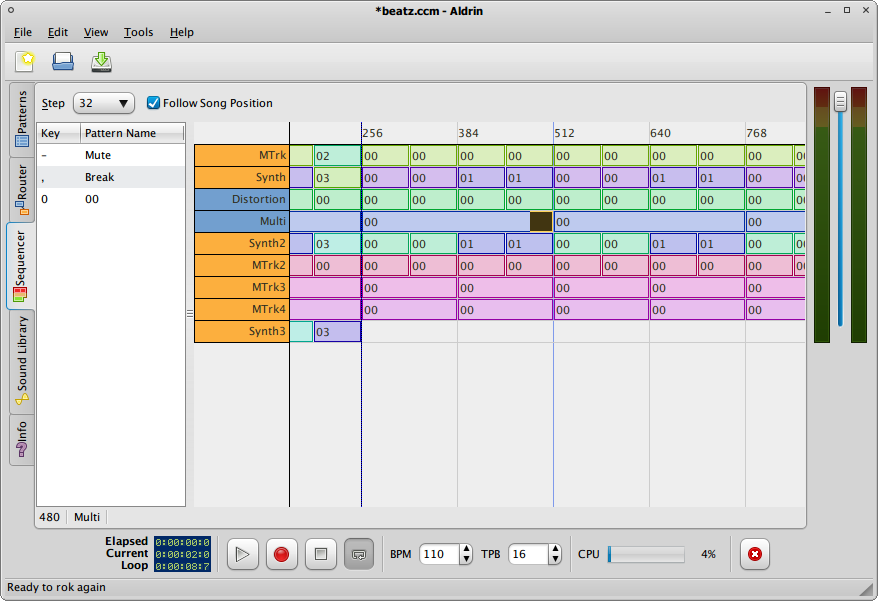 *beatz.ccm - Aldrin
File Edit View Tools Help
Patterns
Router
Sequencer
Sound Library
Info
Step 32 Follow Song Position
Key Pattern Name
– Mute
, Break
0 00
256 384 512 640 768
MTrk 02 00 00 00 00 00 00 00 00 00 00
Synth 03 00 00 01 01 00 00 01 01 00 00
Distortion 00 00 00 00 00 00 00 00 00 00 00
Multi 00 00 00
Synth2 03 00 00 01 01 00 00 01 01 00 00
MTrk2 00 00 00 00 00 00 00 00 00 00 00
MTrk3 00 00 00 00 00
MTrk4 00 00 00 00 00
Synth3 03
480 Multi
Elapsed 0:00:00:0
Current 0:00:02:0
Loop 0:00:08:7
BPM 110 TPB 16 CPU 4%
Ready to rok again